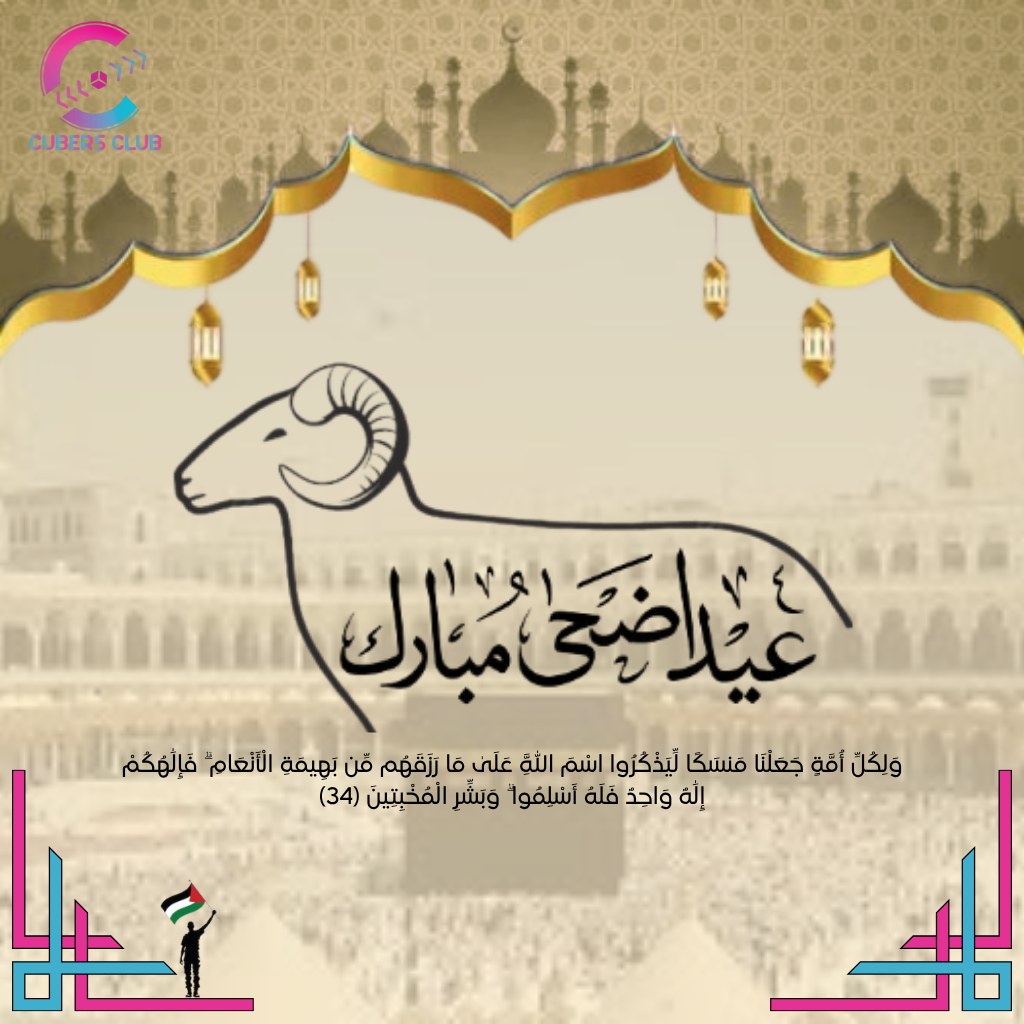 CUBERS CLUB
عيد اضحى مبارك
وَلِكُلِّ أُمَّةٍ جَعَلْنَا مَنسَكًا لِّيَذْكُرُوا اسْمَ اللَّهِ عَلَىٰ مَا رَزَقَهُم مِّن بَهِيمَةِ الْأَنْعَامِ ۗ فَإِلَٰهُكُمْ
إِلَٰهٌ وَاحِدٌ فَلَهُ أَسْلِمُوا ۗ وَبَشِّرِ الْمُخْبِتِينَ (34)